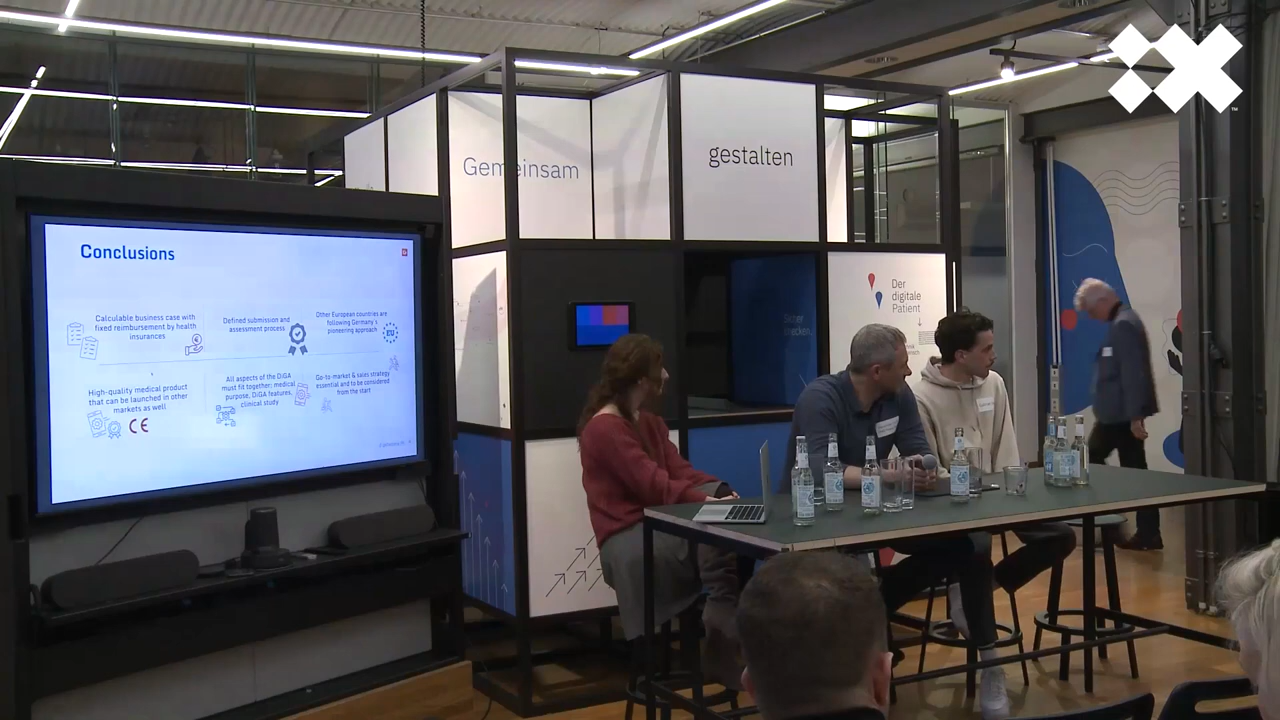 Gemeinsam
gestalten
Conclusions
Calculable business case with
fixed reimbursement by health
insurances
Defined submission and
assessment process
Other European countries are
following Germany's
pioneering approach
High-quality medical product
that can be launched in other
markets as well
CE
All aspects of the DiGA
must fit together: medical
purpose, DiGA features,
clinical study
Go-to-market & sales strategy
essential and to be considered
from the start
Der
digitale
Patient
TM